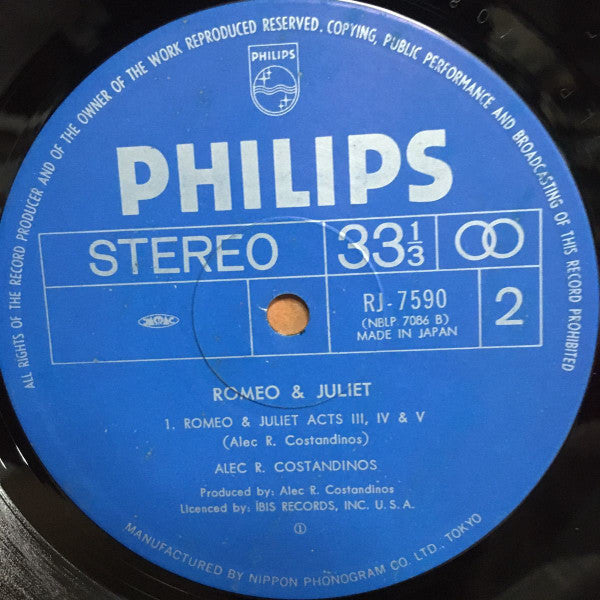 ALL RIGHTS OF THE RECORD PRODUCER AND OF THE OWNER OF THE WORK REPRODUCED RESERVED. COPYING, PUBLIC PERFORMANCE AND BROADCASTING OF THIS RECORD PROHIBITED
PHILIPS
PHILIPS
STEREO 33 1/3
RJ-7590
(NBLP 7086 B)
MADE IN JAPAN
2
JASRAC
ROMEO & JULIET
1. ROMEO & JULIET ACTS III, IV & V
(Alec R. Costandinos)
ALEC R. COSTANDINOS
Produced by: Alec R. Costandinos
Licenced by: IBIS RECORDS, INC. U.S.A.
①
MANUFACTURED BY NIPPON PHONOGRAM CO. LTD., TOKYO